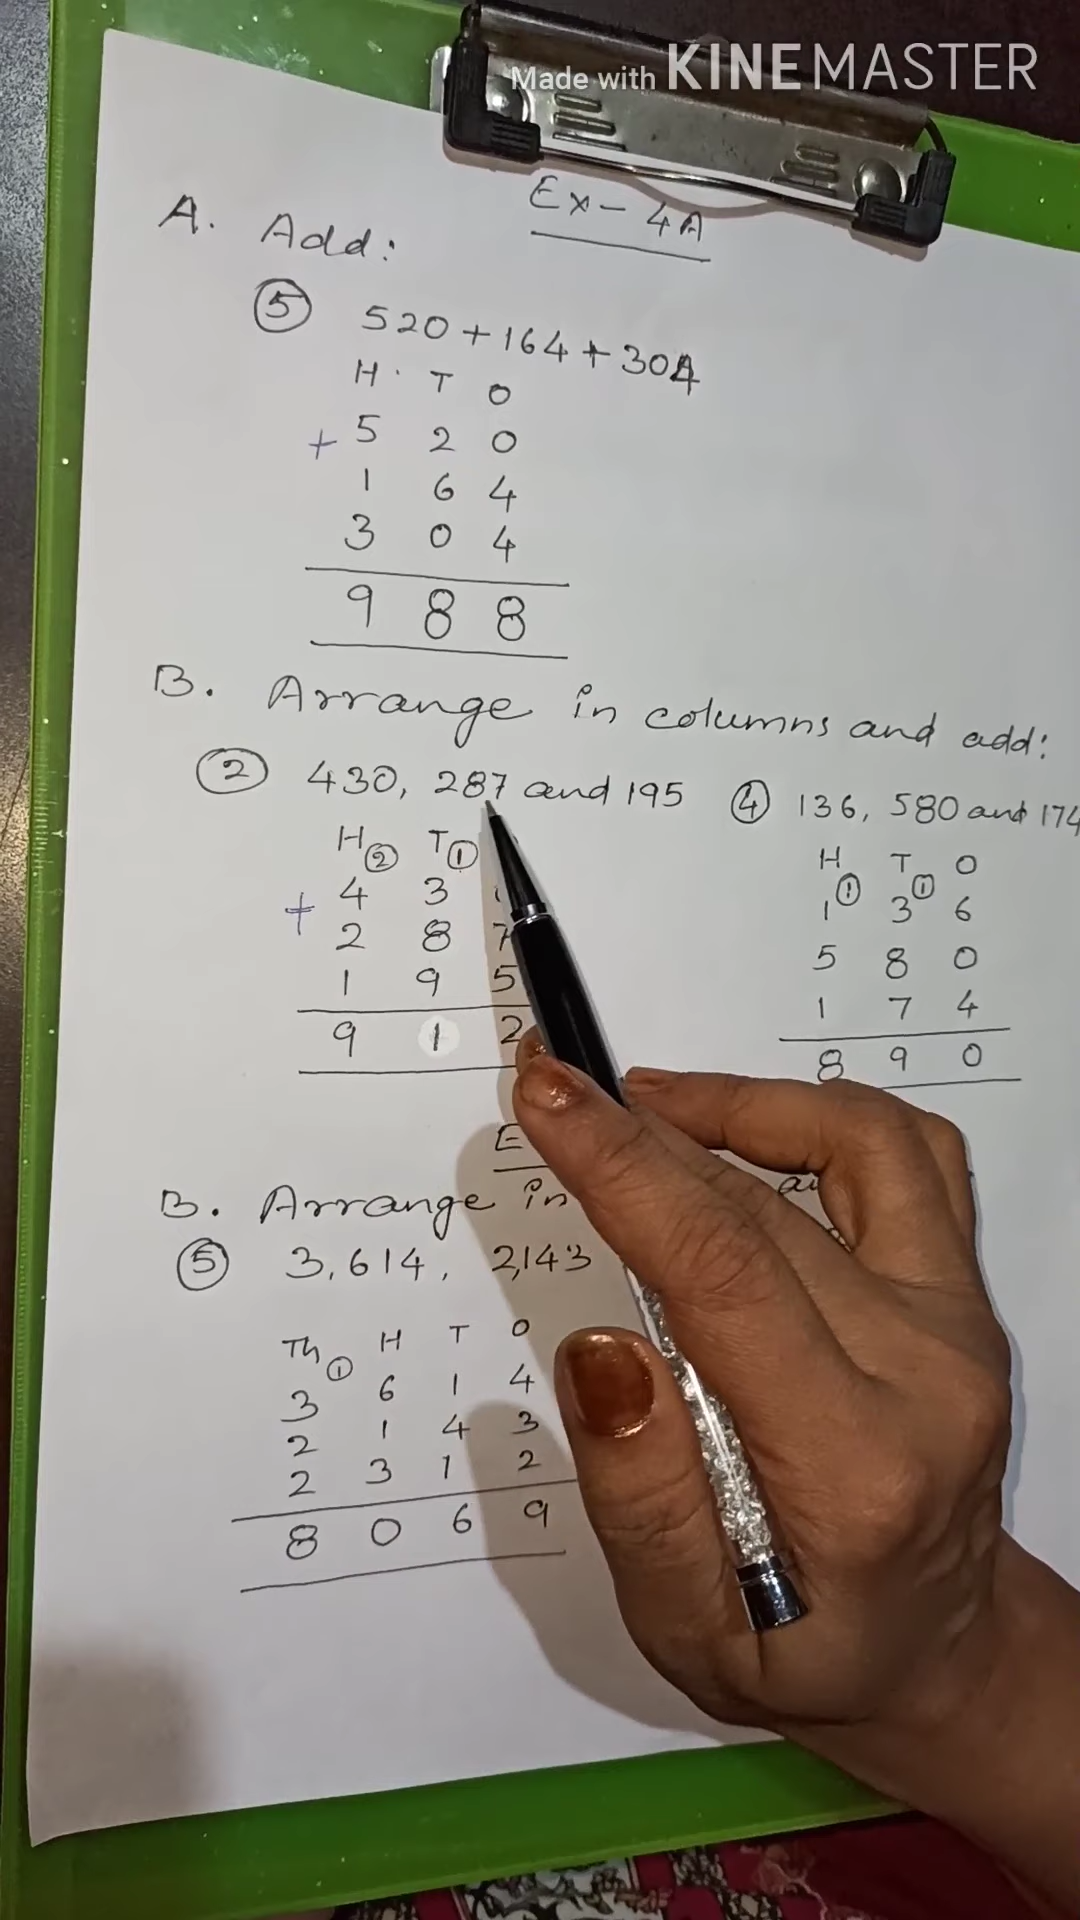 Made with KINEMASTER
Ex - 4A
A. Add:
5 520 + 164 + 304
H. T O
+ 5 2 0
1 6 4
3 0 4
9 8 8
B. Arrange in columns and add:
2 430, 287 and 195
H 2 T 1
+ 4 3
2 8 7
1 9 5
9 1 2
4 136, 580 and 174
H T O
1 1
1 3 6
5 8 0
1 7 4
8 9 0
E
B. Arrange in
5 3,614, 2,143
Th 1 H T O
3 6 1 4
2 1 4 3
2 3 1 2
8 0 6 9